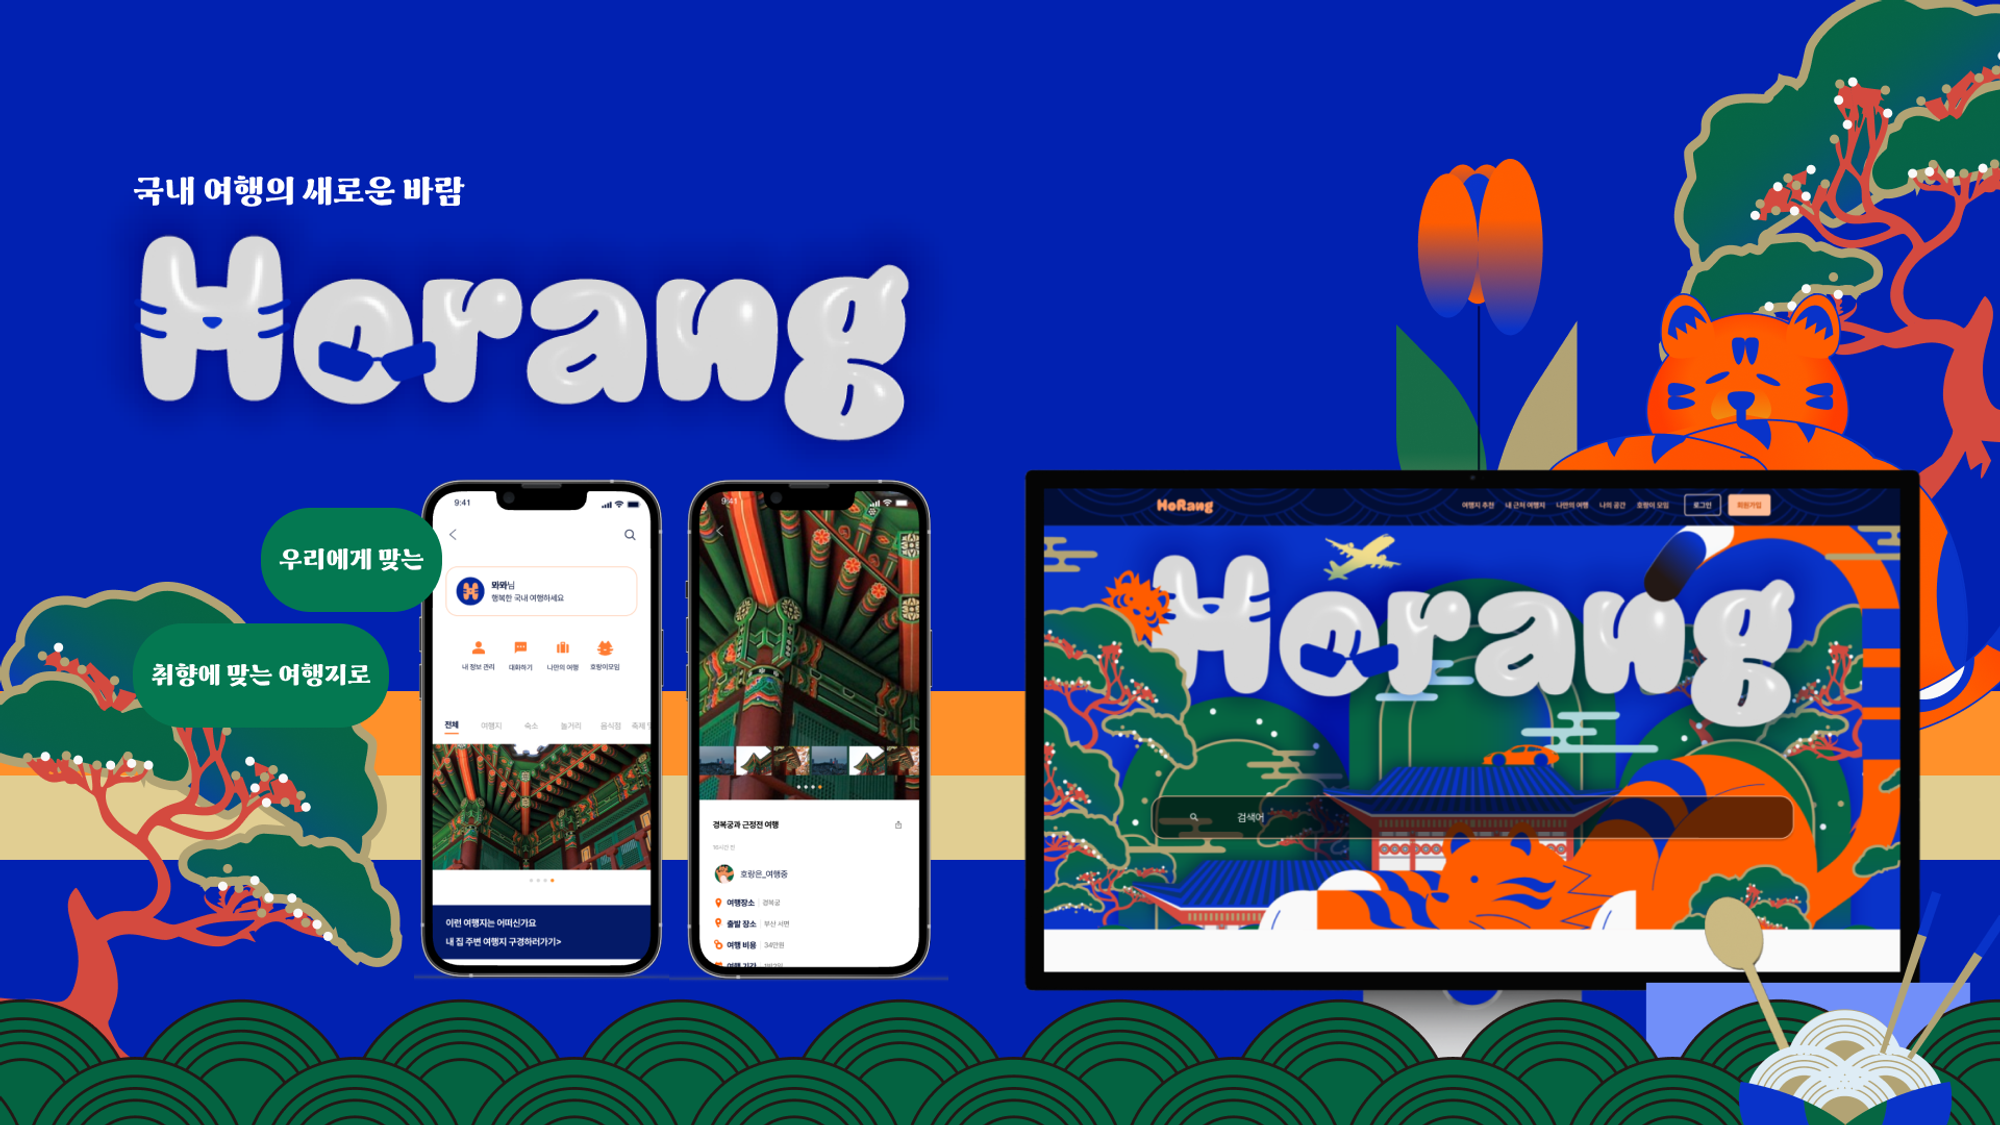 국내 여행의 새로운 바람
Horang
우리에게 맞는
취향에 맞는 여행지로
9:41
뫄뫄님
행복한 국내 여행하세요
내 정보 관리
대화하기
나만의 여행
호랑이모임
전체
여행지
숙소
놀거리
음식점
축제
이런 여행지는 어떠신가요
내 집 주변 여행지 구경하러가기>
9:41
경복궁과 근정전 여행
10시간 전
호랑은_여행중
여행장소 경복궁
출발 장소 부산 서면
여행 비용 34만원
여행 기간
HoRang
여행지 추천
내 근처 여행지
나만의 여행
나의 공간
호랑이 모임
로그인
회원가입
Horang
검색어